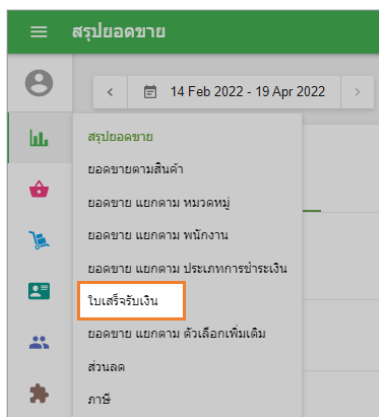 สรุปยอดขาย
14 Feb 2022 - 19 Apr 2022
สรุปยอดขาย
ยอดขายตามสินค้า
ยอดขาย แยกตาม หมวดหมู่
ยอดขาย แยกตาม พนักงาน
ยอดขาย แยกตาม ประเภทการชำระเงิน
ใบเสร็จรับเงิน
ยอดขาย แยกตาม ตัวเลือกเพิ่มเติม
ส่วนลด
ภาษี